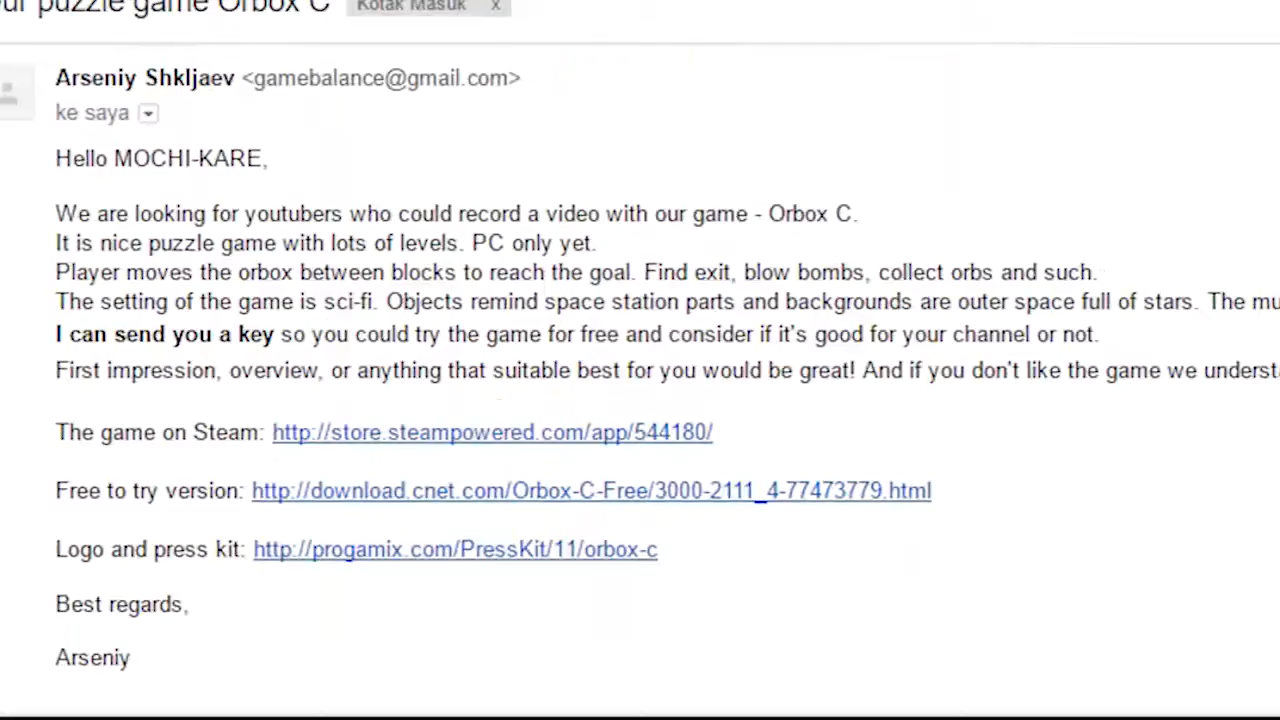 puzzle game Orbox C Kotak Masuk x
Arseniy Shkljaev <gamebalance@gmail.com>
ke saya
Hello MOCHI-KARE,
We are looking for youtubers who could record a video with our game - Orbox C.
It is nice puzzle game with lots of levels. PC only yet.
Player moves the orbox between blocks to reach the goal. Find exit, blow bombs, collect orbs and such.
The setting of the game is sci-fi. Objects remind space station parts and backgrounds are outer space full of stars. The
I can send you a key so you could try the game for free and consider if it's good for your channel or not.
First impression, overview, or anything that suitable best for you would be great! And if you don't like the game we
The game on Steam: http://store.steampowered.com/app/544180/
Free to try version: http://download.cnet.com/Orbox-C-Free/3000-2111_4-77473779.html
Logo and press kit: http://progamix.com/PressKit/11/orbox-c
Best regards,
Arseniy